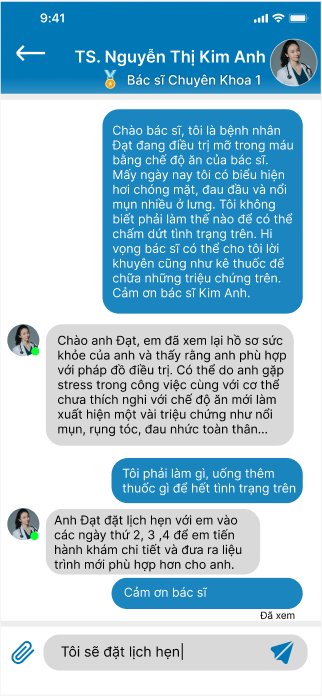 9:41
TS. Nguyễn Thị Kim Anh
Bác sĩ Chuyên Khoa 1
Chào bác sĩ, tôi là bệnh nhân
Đạt đang điều trị mỡ trong máu
bằng chế độ ăn của bác sĩ.
Mấy ngày nay tôi có biểu hiện
hơi chóng mặt, đau đầu và nổi
mụn nhiều ở lưng. Tôi không
biết phải làm thế nào để có thể
chấm dứt tình trạng trên. Hi
vọng bác sĩ có thể cho tôi lời
khuyên cũng như kê thuốc để
chữa những triệu chứng trên.
Cảm ơn bác sĩ Kim Anh.
Chào anh Đạt, em đã xem lại hồ sơ sức
khỏe của anh và thấy rằng anh phù hợp
với pháp đồ điều trị. Có thể do anh gặp
stress trong công việc cùng với cơ thể
chưa thích nghi với chế độ ăn mới làm
xuất hiện một vài triệu chứng như nổi
mụn, rụng tóc, đau nhức toàn thân...
Tôi phải làm gì, uống thêm
thuốc gì để hết tình trạng trên
Anh Đạt đặt lịch hẹn với em vào
các ngày thứ 2, 3 ,4 để em tiến
hành khám chi tiết và đưa ra liệu
trình mới phù hợp hơn cho anh.
Cảm ơn bác sĩ
Đã xem
Tôi sẽ đặt lịch hẹn